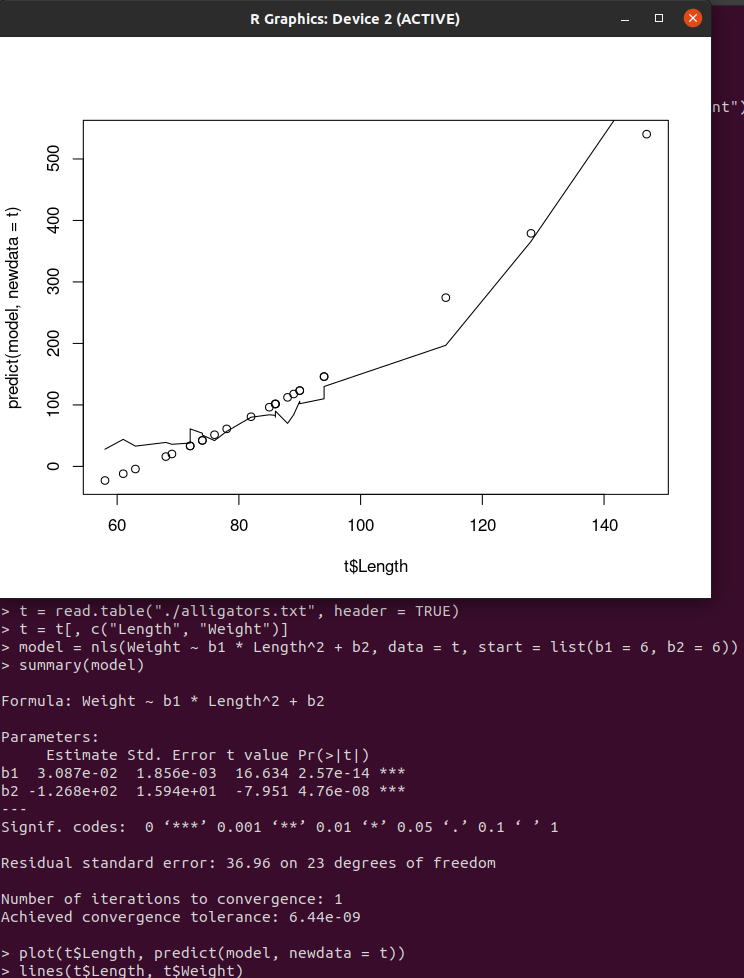 R Graphics: Device 2 (ACTIVE)
nt")
500
400
300
200
100
0
predict(model, newdata = t)
60 80 100 120 140
t$Length
> t = read.table("./alligators.txt", header = TRUE)
> t = t[, c("Length", "Weight")]
> model = nls(Weight ~ b1 * Length^2 + b2, data = t, start = list(b1 = 6, b2 = 6))
> summary(model)
Formula: Weight ~ b1 * Length^2 + b2
Parameters:
Estimate Std. Error t value Pr(>|t|)
b1 3.087e-02 1.856e-03 16.634 2.57e-14 ***
b2 -1.268e+02 1.594e+01 -7.951 4.76e-08 ***
---
Signif. codes: 0 ‘***’ 0.001 ‘**’ 0.01 ‘*’ 0.05 ‘.’ 0.1 ‘ ’ 1
Residual standard error: 36.96 on 23 degrees of freedom
Number of iterations to convergence: 1
Achieved convergence tolerance: 6.44e-09
> plot(t$Length, predict(model, newdata = t))
> lines(t$Length, t$Weight)